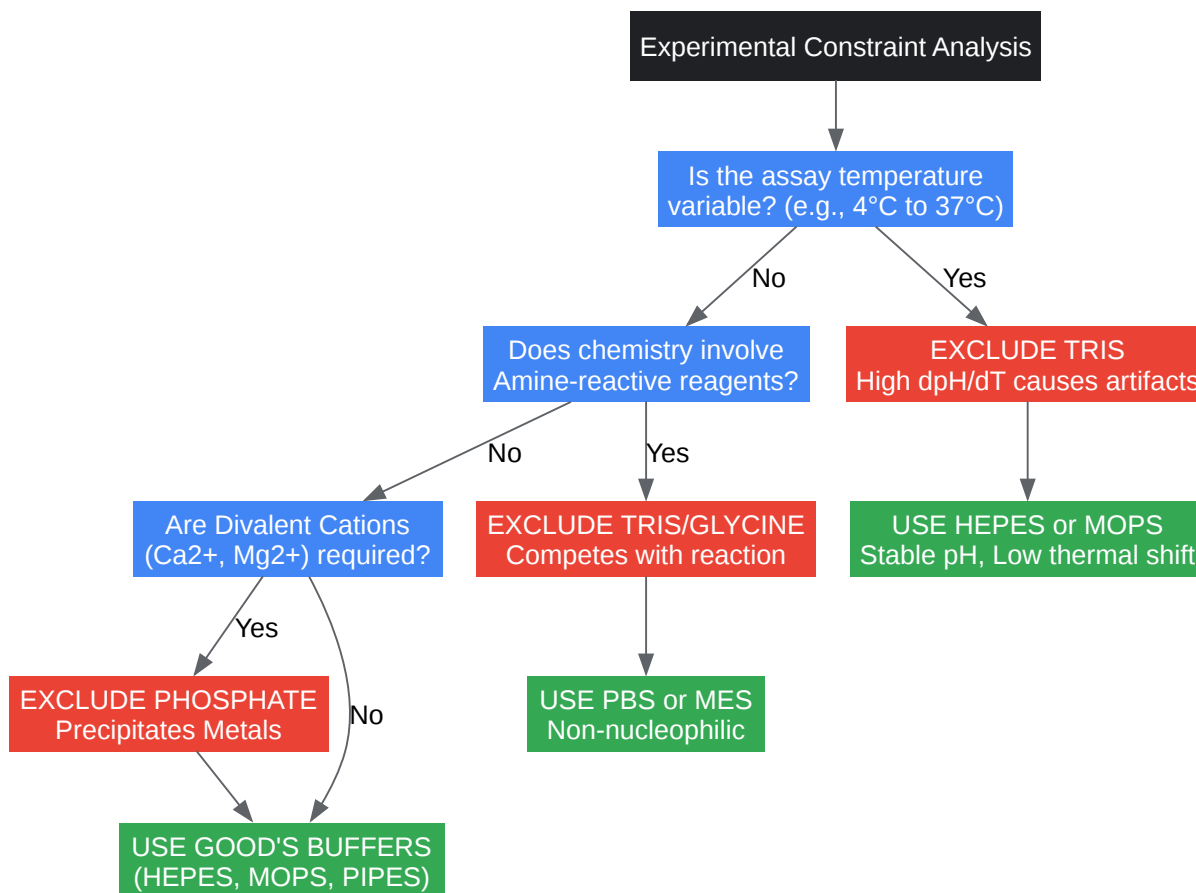 Experimental Constraint Analysis
Is the assay temperature
variable? (e.g., 4°C to 37°C)
No
Yes
Does chemistry involve
Amine-reactive reagents?
EXCLUDE TRIS
High dpH/dT causes artifacts
No
Yes
Are Divalent Cations
(Ca2+, Mg2+) required?
EXCLUDE TRIS/GLYCINE
Competes with reaction
USE HEPES or MOPS
Stable pH, Low thermal shift
Yes
No
EXCLUDE PHOSPHATE
Precipitates Metals
USE PBS or MES
Non-nucleophilic
USE GOOD'S BUFFERS
(HEPES, MOPS, PIPES)